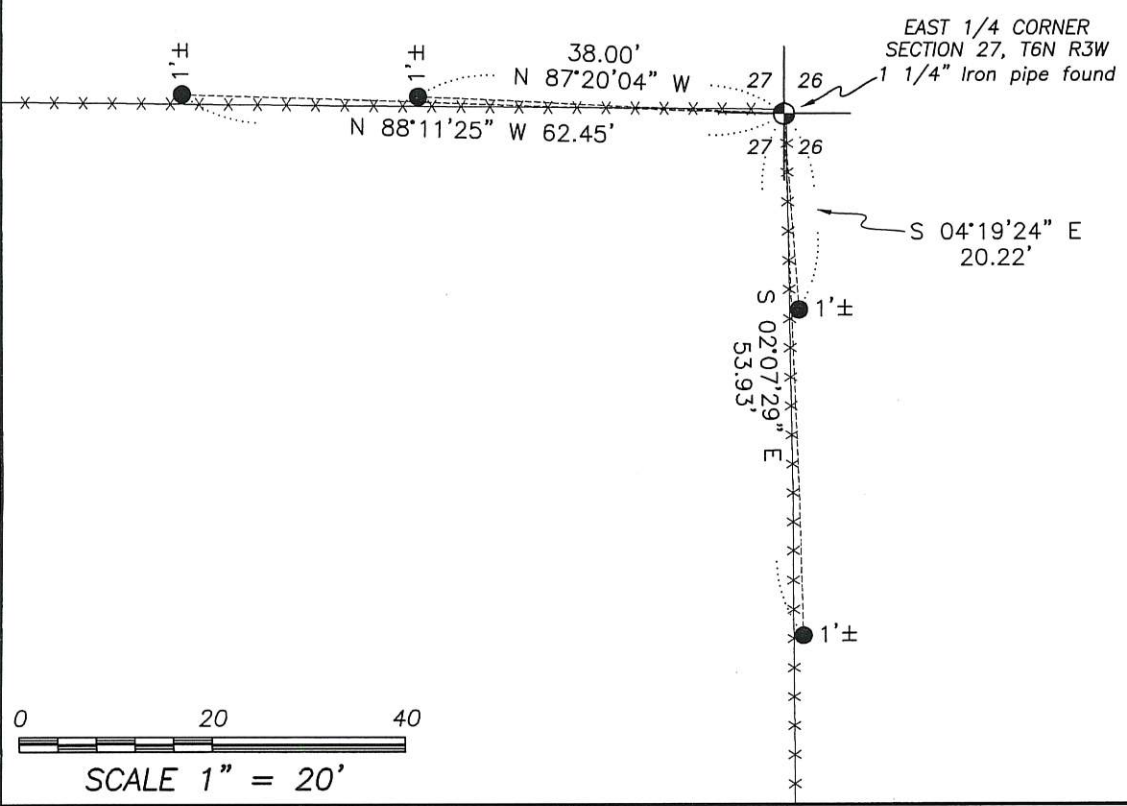 EAST 1/4 CORNER
SECTION 27, T6N R3W
1 1/4" Iron pipe found
1'±
1'±
38.00'
N 87°20'04" W
27 26
N 88°11'25" W 62.45'
27 26
S 04°19'24" E
20.22'
1'±
S 02°07'29" E
53.93'
1'±
0 20 40
SCALE 1" = 20'